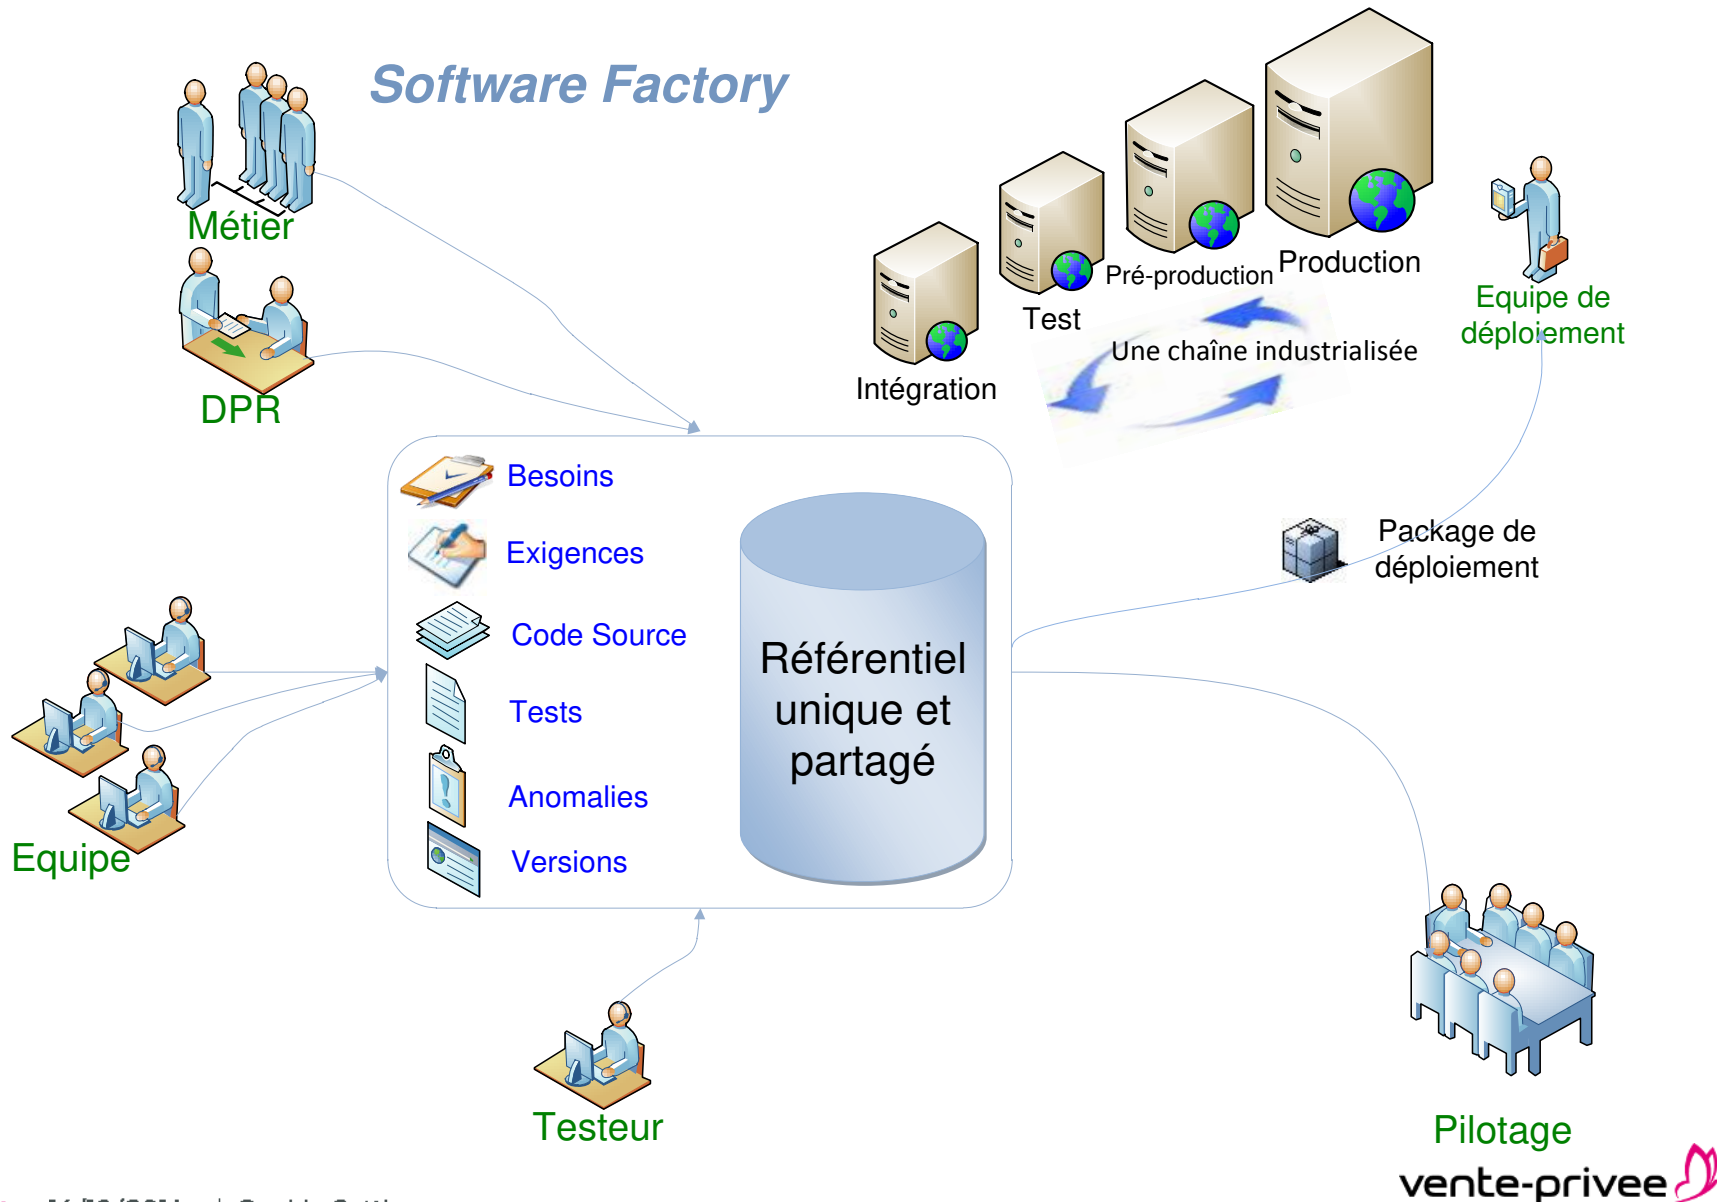 Software Factory
Métier
DPR
Intégration
Test
Pré-production
Production
Une chaîne industrialisée
Equipe de
déploiement
Besoins
Exigences
Code Source
Tests
Anomalies
Versions
Référentiel
unique et
partagé
Package de
déploiement
Equipe
Testeur
Pilotage
vente-privee